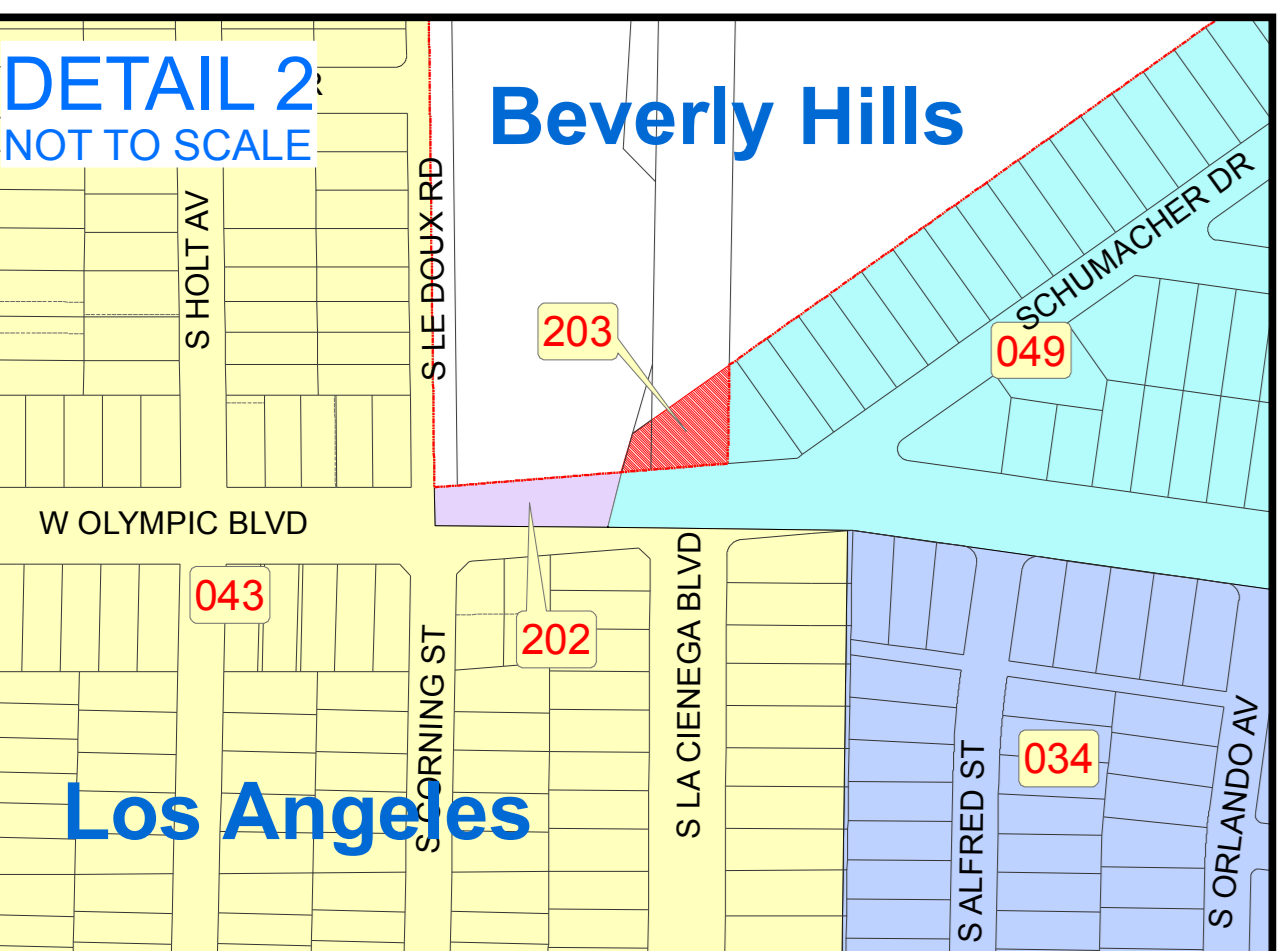 DETAIL 2
NOT TO SCALE
R
Beverly Hills
S HOLT AV
S LE DOUX RD
SCHUMACHER DR
203
049
W OLYMPIC BLVD
043
202
S CORNING ST
S LA CIENEGA BLVD
034
S ALFRED ST
S ORLANDO AV
Los Angeles